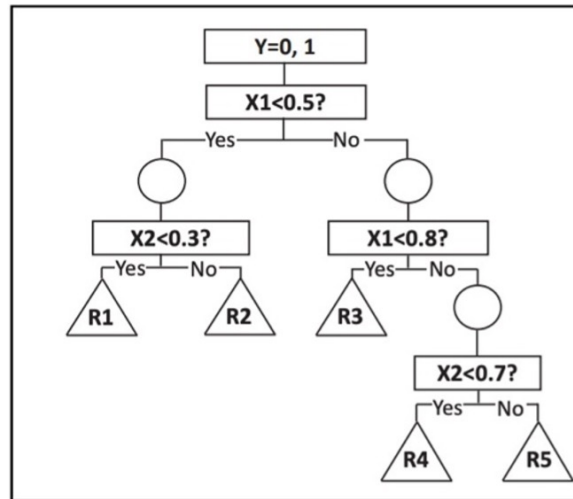 Y=0, 1
X1<0.5?
Yes No
X2<0.3? X1<0.8?
Yes No Yes No
R1 R2 R3
X2<0.7?
Yes No
R4 R5